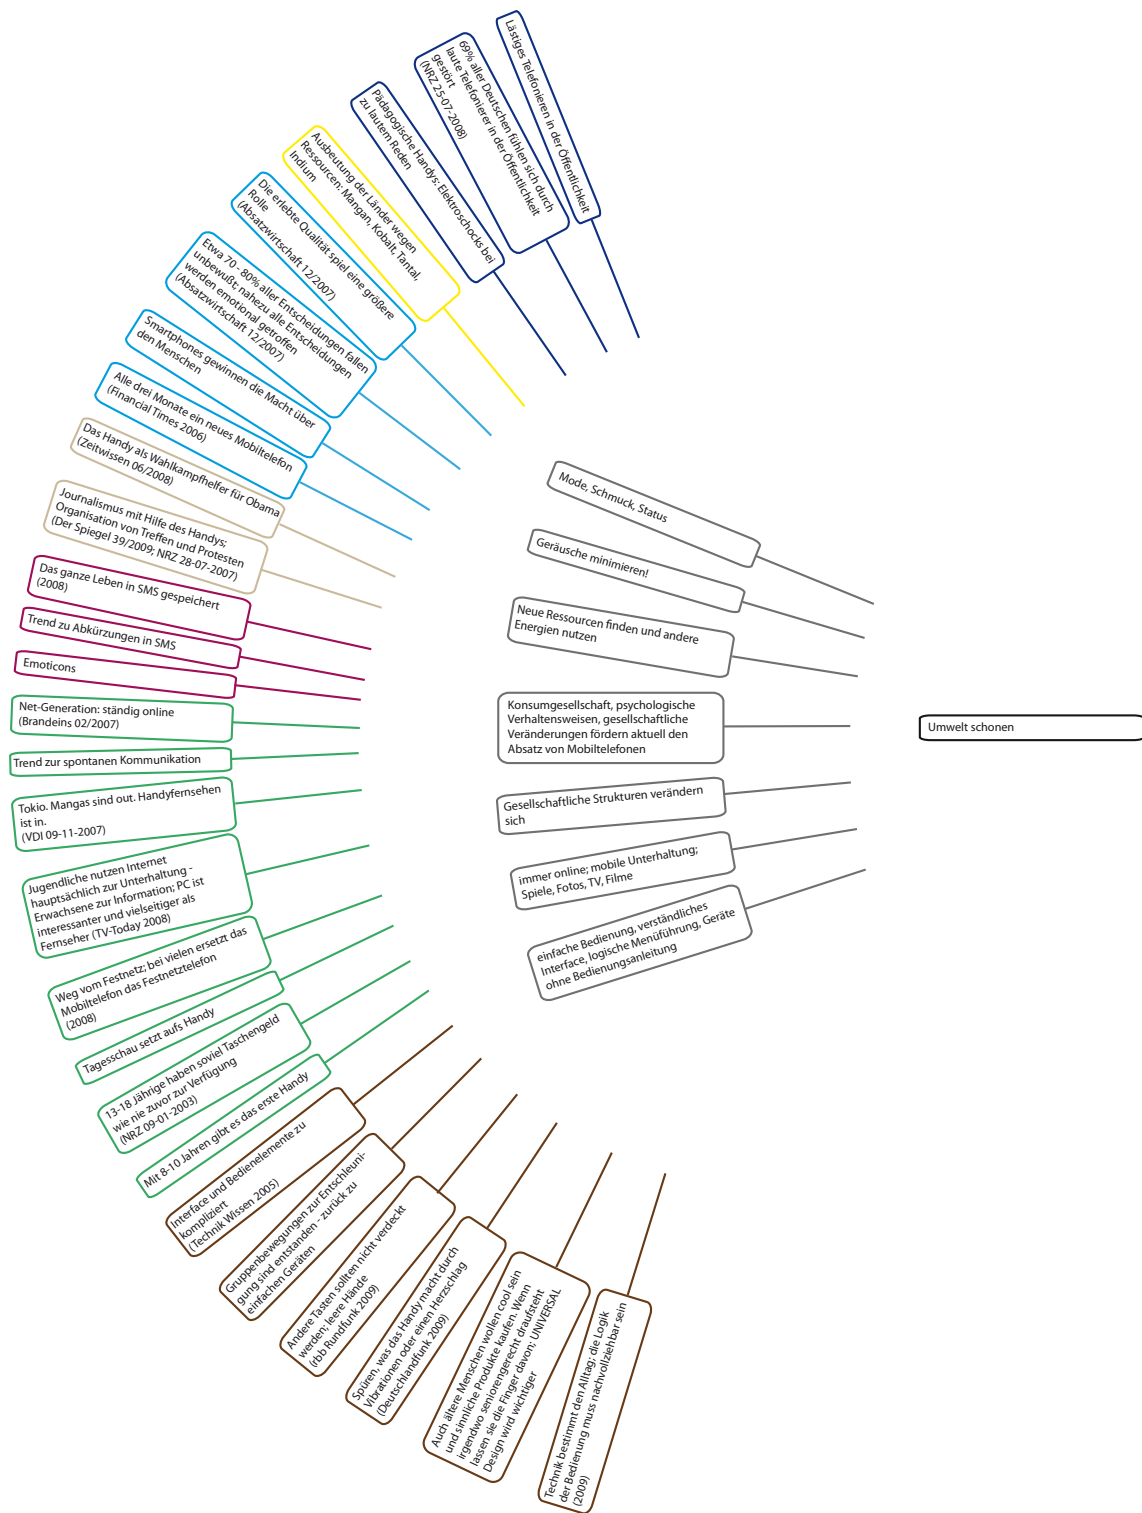 Lästiges Telefonieren in der Öffentlichkeit
69% aller Deutschen fühlen sich durch
laute Telefonierer in der Öffentlichkeit
gestört
(NRZ 25-07-2008)
Pädagogische Handys: Elektroschocks bei
zu lautem Reden
Ausbeutung der Länder wegen
Ressourcen: Mangan, Kobalt, Tantal,
Indium
Die erlebte Qualität spiel eine größere
Rolle
(Absatzwirtschaft 12/2007)
Etwa 70 - 80% aller Entscheidungen fallen
unbewußt; nahezu alle Entscheidungen
werden emotional getroffen
(Absatzwirtschaft 12/2007)
Smartphones gewinnen die Macht über
den Menschen
Alle drei Monate ein neues Mobiltelefon
(Financial Times 2006)
Das Handy als Wahlkampfhelfer für Obama
(Zeitwissen 06/2008)
Journalismus mit Hilfe des Handys;
Organisation von Treffen und Protesten
(Der Spiegel 39/2009; NRZ 28-07-2007)
Das ganze Leben in SMS gespeichert
(2008)
Trend zu Abkürzungen in SMS
Emoticons
Net-Generation: ständig online
(Brandeins 02/2007)
Trend zur spontanen Kommunikation
Tokio. Mangas sind out. Handyfernsehen
ist in.
(VDI 09-11-2007)
Jugendliche nutzen Internet
hauptsächlich zur Unterhaltung -
Erwachsene zur Information; PC ist
interessanter und vielseitiger als
Fernseher (TV-Today 2008)
Weg vom Festnetz; bei vielen ersetzt das
Mobiltelefon das Festnetztelefon
(2008)
Tagesschau setzt aufs Handy
13-18 Jährige haben soviel Taschengeld
wie nie zuvor zur Verfügung
(NRZ 09-01-2003)
Mit 8-10 Jahren gibt es das erste Handy
Interface und Bedienelemente zu
kompliziert
(Technik Wissen 2005)
Gruppenbewegungen zur Entschleuni-
gung sind entstanden - zurück zu
einfachen Geräten
Andere Tasten sollten nicht verdeckt
werden; leere Hände
(rbb Rundfunk 2009)
Spüren, was das Handy macht durch
Vibrationen oder einen Herzschlag
(Deutschlandfunk 2009)
Auch ältere Menschen wollen cool sein
und sinnliche Produkte kaufen. Wenn
irgendwo seniorengerecht draufsteht
lassen sie die Finger davon; UNIVERSAL
Design wird wichtiger
Technik bestimmt den Alltag; die Logik
der Bedienung muss nachvollziehbar sein
(2009)
Mode, Schmuck, Status
Geräusche minimieren!
Neue Ressourcen finden und andere
Energien nutzen
Konsumgesellschaft, psychologische
Verhaltensweisen, gesellschaftliche
Veränderungen fördern aktuell den
Absatz von Mobiltelefonen
Gesellschaftliche Strukturen verändern
sich
immer online; mobile Unterhaltung;
Spiele, Fotos, TV, Filme
einfache Bedienung, verständliches
Interface, logische Menüführung, Geräte
ohne Bedienungsanleitung
Umwelt schonen